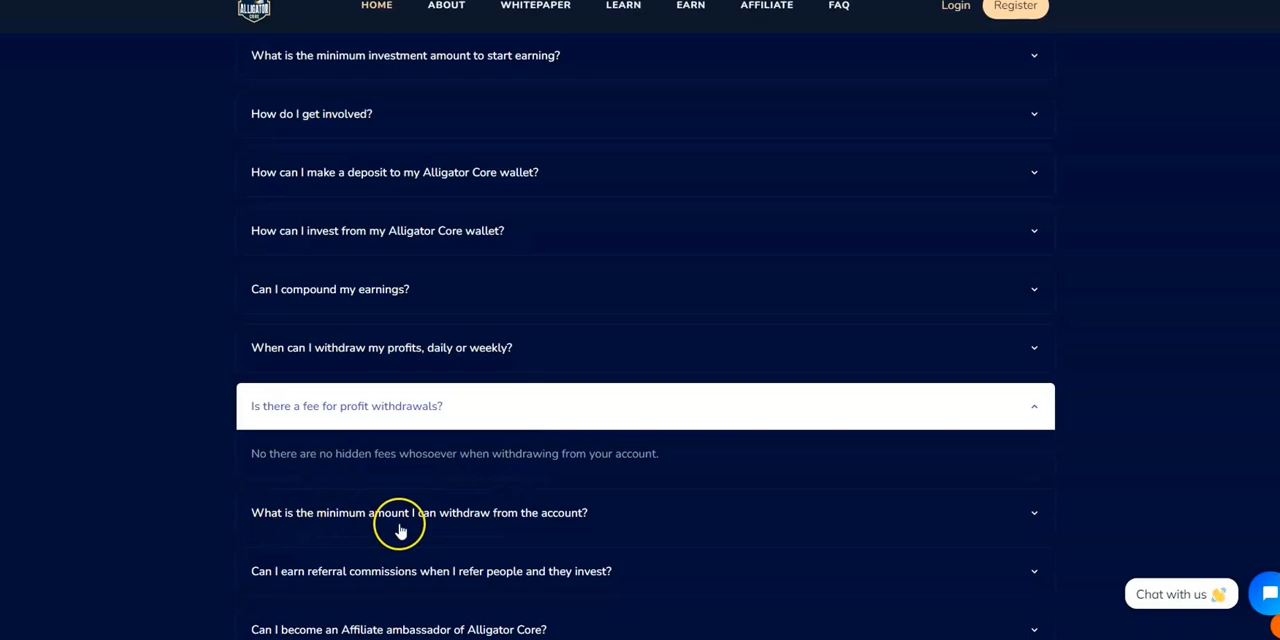 ALLIGATOR
CORE
HOME ABOUT WHITEPAPER LEARN EARN AFFILIATE FAQ Login Register
What is the minimum investment amount to start earning?
How do I get involved?
How can I make a deposit to my Alligator Core wallet?
How can I invest from my Alligator Core wallet?
Can I compound my earnings?
When can I withdraw my profits, daily or weekly?
Is there a fee for profit withdrawals?
No there are no hidden fees whosoever when withdrawing from your account.
What is the minimum amount I can withdraw from the account?
Can I earn referral commissions when I refer people and they invest?
Chat with us 👋
Can I become an Affiliate ambassador of Alligator Core?